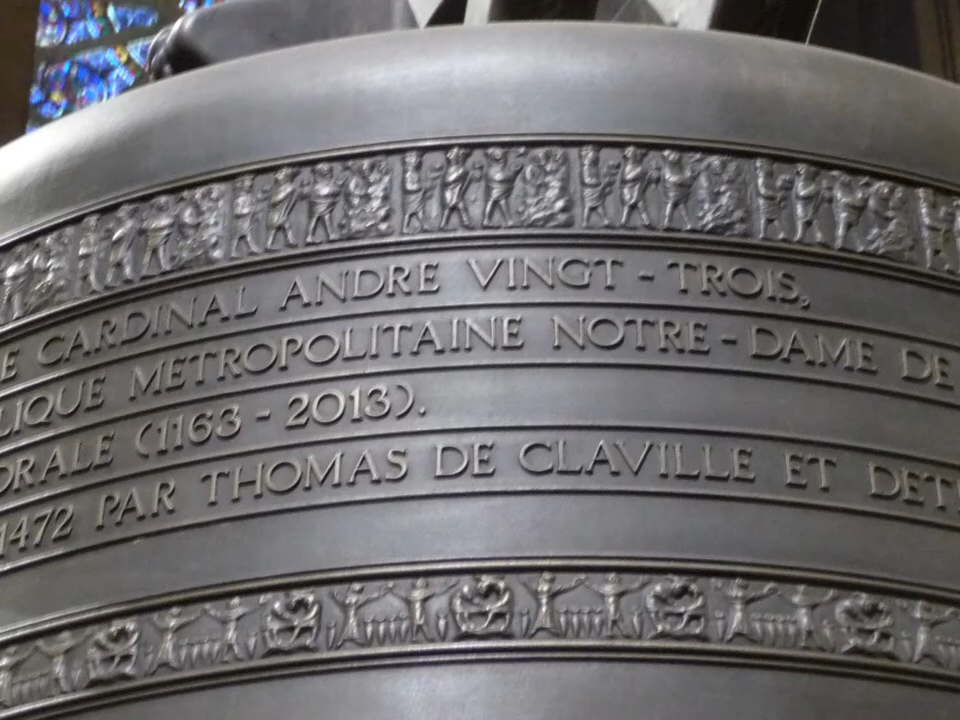 E CARDINAL ANDRE VINGT - TROIS,
LIQUE METROPOLITAINE NOTRE - DAME DE
DRALE (1163 - 2013).
1472 PAR THOMAS DE CLAVILLE ET DET